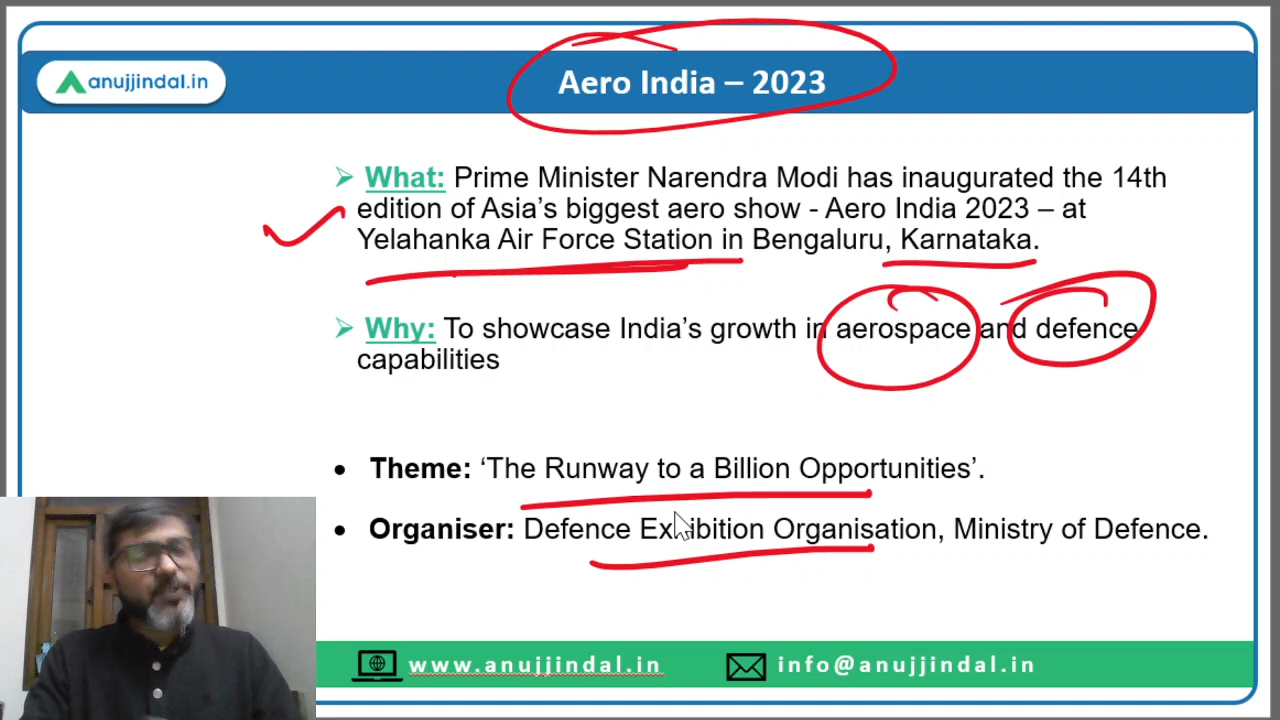 anujjindal.in
Aero India – 2023
What: Prime Minister Narendra Modi has inaugurated the 14th
edition of Asia's biggest aero show - Aero India 2023 – at
Yelahanka Air Force Station in Bengaluru, Karnataka.
Why: To showcase India's growth in aerospace and defence
capabilities
• Theme: 'The Runway to a Billion Opportunities'.
• Organiser: Defence Exhibition Organisation, Ministry of Defence.
www.anujjindal.in
info@anujjindal.in